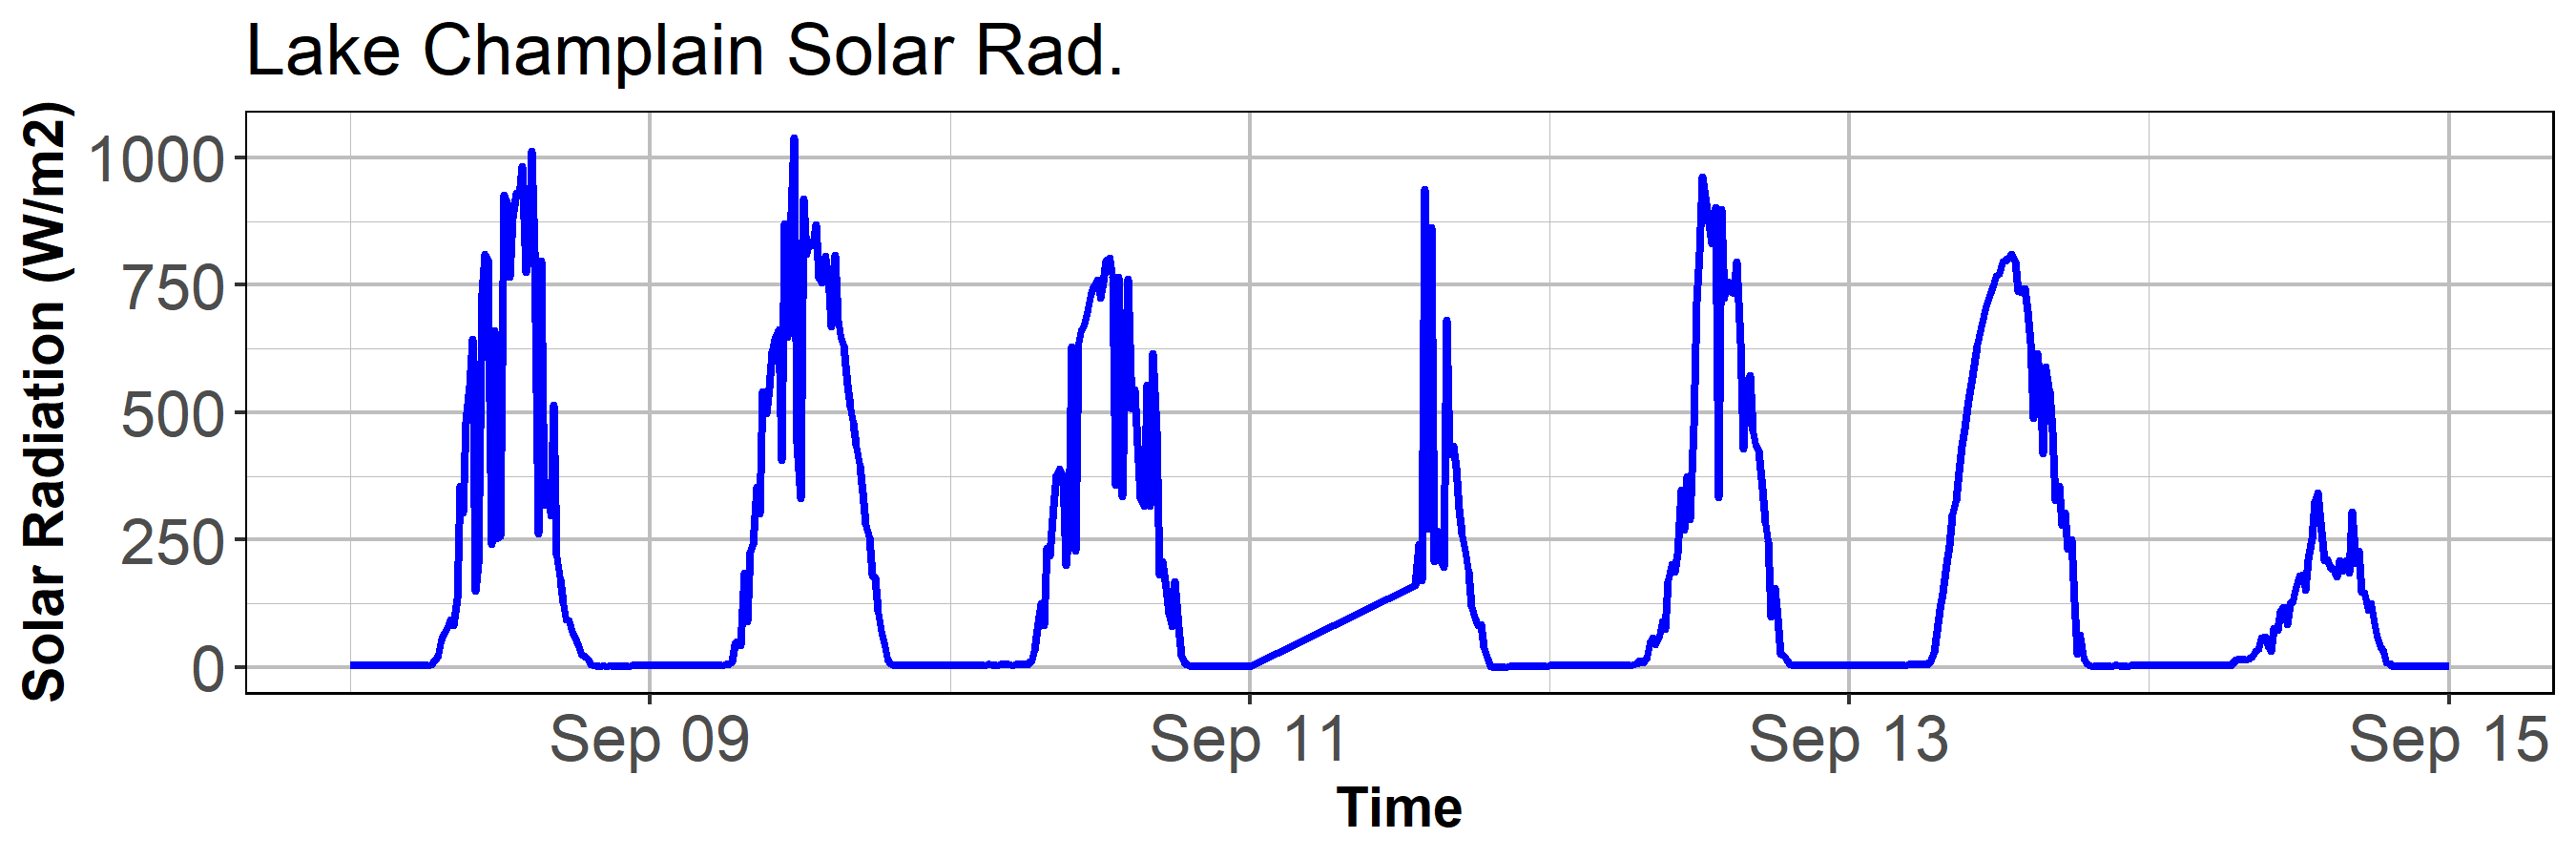 Lake Champlain Solar Rad.
Solar Radiation (W/m2)
1000
750
500
250
0
Sep 09
Sep 11
Sep 13
Sep 15
Time